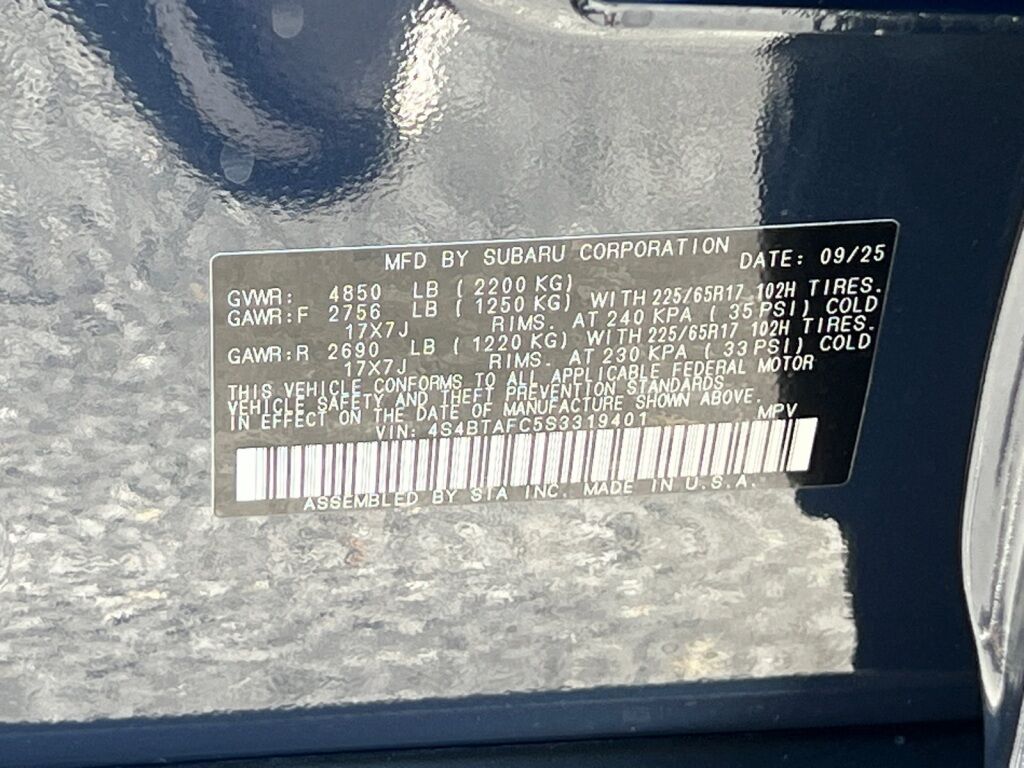 MFD BY SUBARU CORPORATION DATE: 09/25
GVWR: 4850 LB ( 2200 KG)
GAWR:F 2756 LB ( 1250 KG) WITH 225/65R17 102H TIRES.
17X7J RIMS. AT 240 KPA ( 35 PSI) COLD
GAWR:R 2690 LB ( 1220 KG) WITH 225/65R17 102H TIRES.
17X7J RIMS. AT 230 KPA ( 33 PSI) COLD
THIS VEHICLE CONFORMS TO ALL APPLICABLE FEDERAL MOTOR
VEHICLE SAFETY AND THEFT PREVENTION STANDARDS
IN EFFECT ON THE DATE OF MANUFACTURE SHOWN ABOVE.
VIN: 4S4BTAFC5S3319401 MPV
ASSEMBLED BY SIA INC. MADE IN U.S.A.